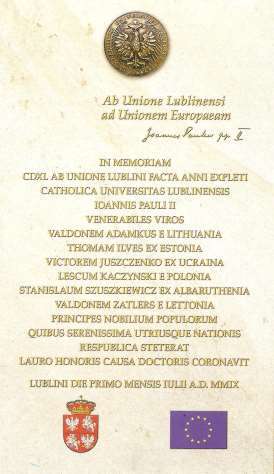 Ab Unione Lublinensi
ad Unionem Europaeam
Joannes Paulus pp. II
IN MEMORIAM
CDXL AB UNIONE LUBLINI FACTA ANNI EXPLETI
CATHOLICA UNIVERSITAS LUBLINENSIS
IOANNIS PAULI II
VENERABILES VIROS
VALDONEM ADAMKUS E LITHUANIA
THOMAM ILVES EX ESTONIA
VICTOREM JUSZCZENKO EX UCRAINA
LESCUM KACZYNSKI E POLONIA
STANISLAUM SZUSZKIEWICZ EX ALBARUTHENIA
VALDONEM ZATLERS E LETTONIA
PRINCIPES NOBILIUM POPULORUM
QUIBUS SERENISSIMA UTRIUSQUE NATIONIS
RESPUBLICA STETERAT
LAURO HONORIS CAUSA DOCTORIS CORONAVIT
LUBLINI DIE PRIMO MENSIS IULII A.D. MMIX